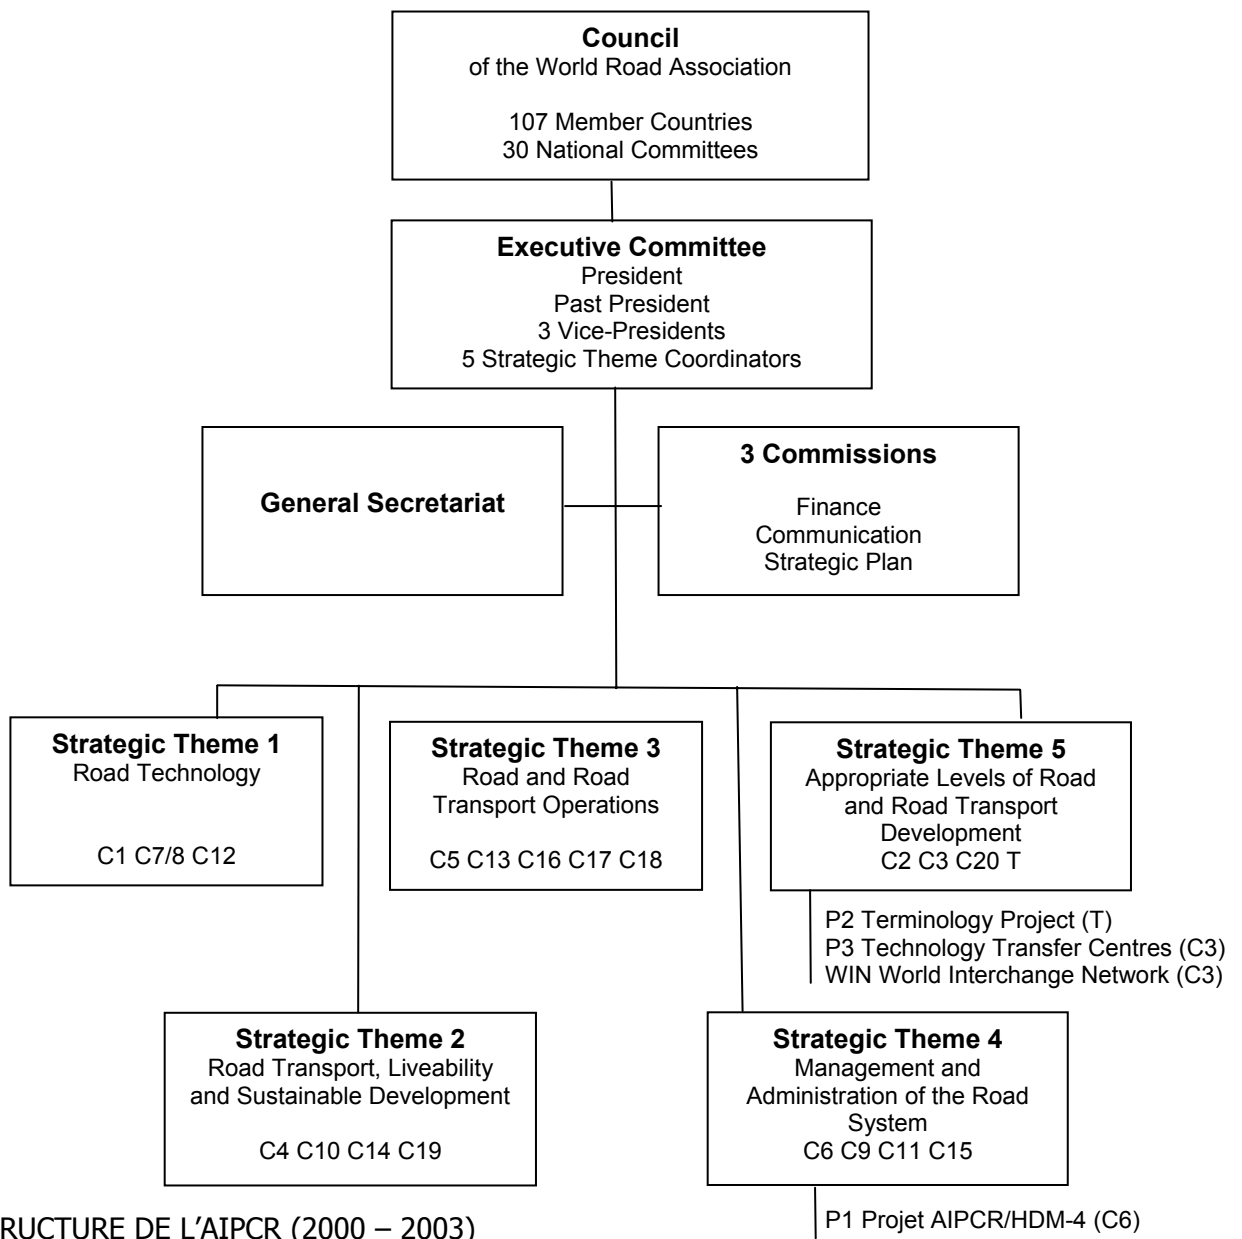 Council
of the World Road Association
107 Member Countries
30 National Committees
Executive Committee
President
Past President
3 Vice-Presidents
5 Strategic Theme Coordinators
General Secretariat
3 Commissions
Finance
Communication
Strategic Plan
Strategic Theme 1
Road Technology
C1 C7/8 C12
Strategic Theme 3
Road and Road
Transport Operations
C5 C13 C16 C17 C18
Strategic Theme 5
Appropriate Levels of Road
and Road Transport
Development
C2 C3 C20 T
P2 Terminology Project (T)
P3 Technology Transfer Centres (C3)
WIN World Interchange Network (C3)
Strategic Theme 2
Road Transport, Liveability
and Sustainable Development
C4 C10 C14 C19
Strategic Theme 4
Management and
Administration of the Road
System
C6 C9 C11 C15
P1 Projet AIPCR/HDM-4 (C6)
RUCTURE DE L’AIPCR (2000 – 2003)